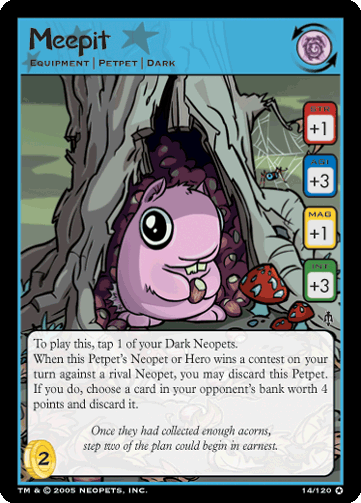 Meepit
EQUIPMENT | PETPET | DARK
STR
+1
AGI
+3
MAG
+1
INT
+3
To play this, tap 1 of your Dark Neopets.
When this Petpet's Neopet or Hero wins a contest on your
turn against a rival Neopet, you may discard this Petpet.
If you do, choose a card in your opponent's bank worth 4
points and discard it.
Once they had collected enough acorns,
step two of the plan could begin in earnest.
2
TM & © 2005 NEOPETS, INC.
14/120